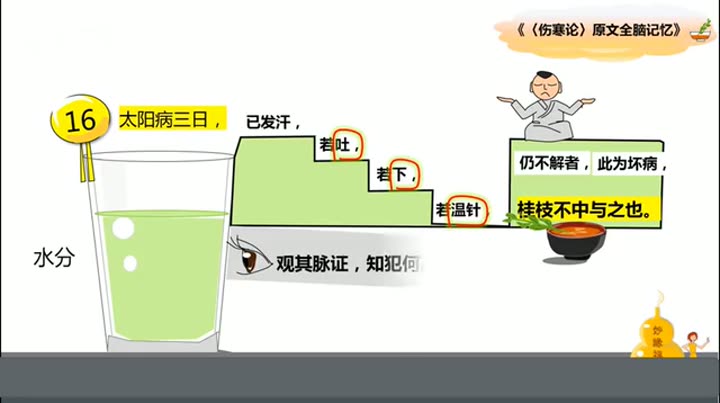 《〈伤寒论〉原文全脑记忆》
16
太阳病三日，
已发汗，
若吐，
若下，
若温针，
仍不解者，此为坏病，
桂枝不中与之也。
水分
观其脉证，知犯何